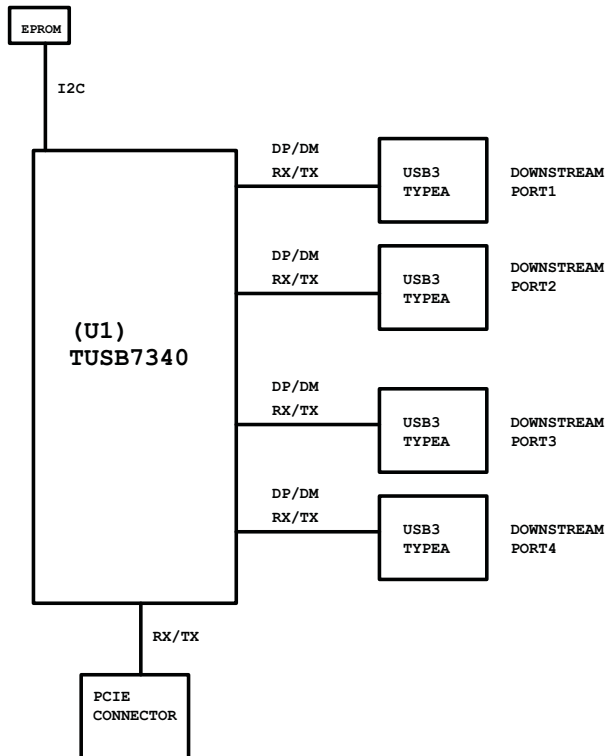 EPROM
I2C
DP/DM
RX/TX
USB3
TYPEA
DOWNSTREAM
PORT1
DP/DM
RX/TX
USB3
TYPEA
DOWNSTREAM
PORT2
(U1)
TUSB7340
DP/DM
RX/TX
USB3
TYPEA
DOWNSTREAM
PORT3
DP/DM
RX/TX
USB3
TYPEA
DOWNSTREAM
PORT4
RX/TX
PCIE
CONNECTOR